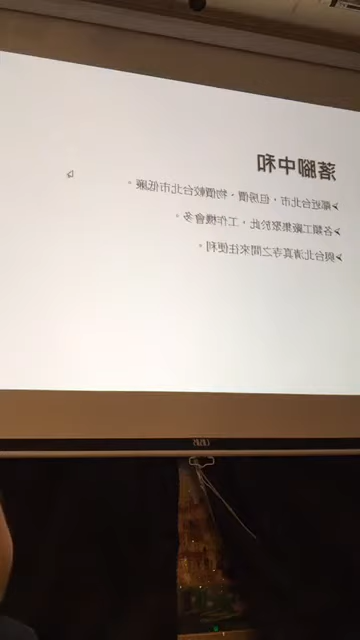 落腳中和
➤鄰近台北市，但房價、物價較台北市低廉。
➤各類工廠集聚於此，工作機會多。
➤與台北清真寺之間來往便利。